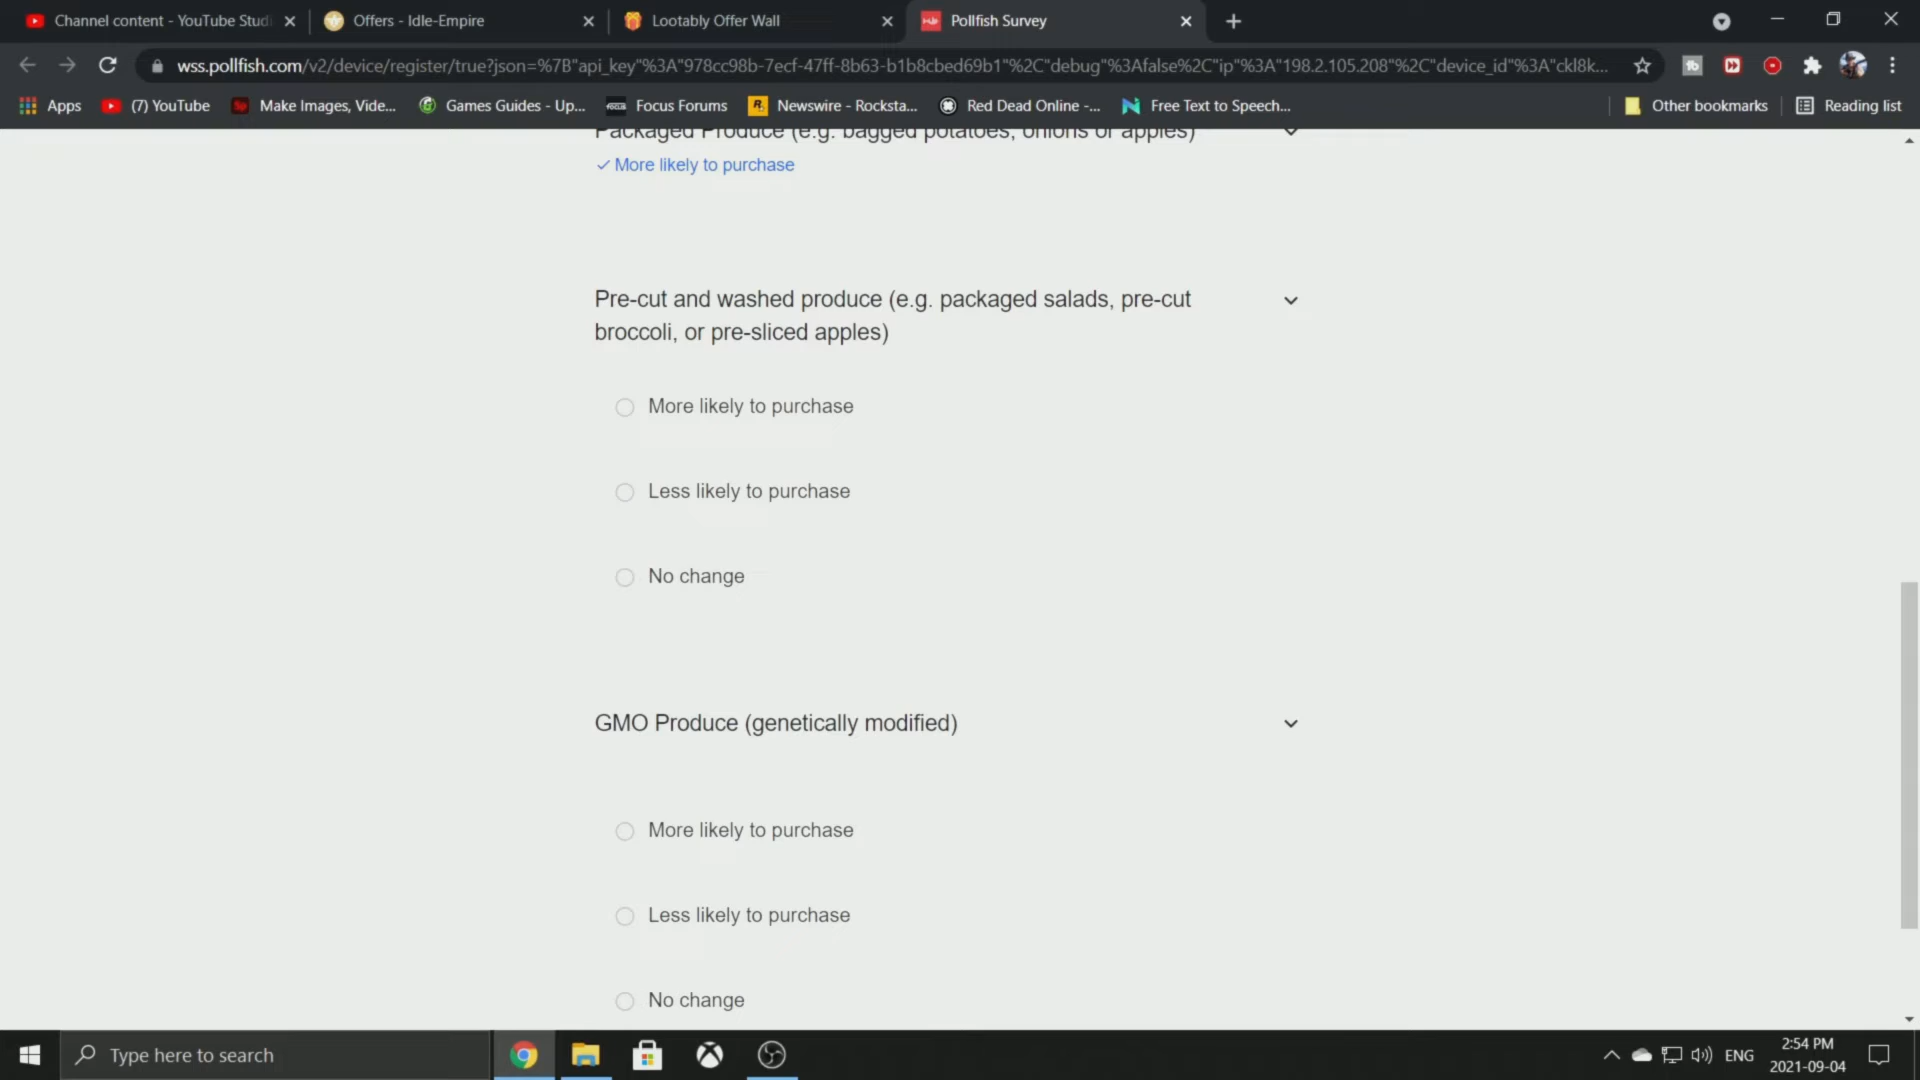 Channel content - YouTube Studi
Offers - Idle-Empire
Lootably Offer Wall
Pollfish Survey
wss.pollfish.com/v2/device/register/true?json=%7B"api_key"%3A"978cc98b-7ecf-47ff-8b63-b1b8cbed69b1"%2C"debug"%3Afalse%2C"ip"%3A"198.2.105.208"%2C"device_id"%3A"ckl8k...
Apps
(7) YouTube
Make Images, Vide...
Games Guides - Up...
Focus Forums
Newswire - Rocksta...
Red Dead Online -...
Free Text to Speech...
Other bookmarks
Reading list
Packaged Produce (e.g. bagged potatoes, onions or apples)
More likely to purchase
Pre-cut and washed produce (e.g. packaged salads, pre-cut
broccoli, or pre-sliced apples)
More likely to purchase
Less likely to purchase
No change
GMO Produce (genetically modified)
More likely to purchase
Less likely to purchase
No change
Type here to search
ENG
2:54 PM
2021-09-04